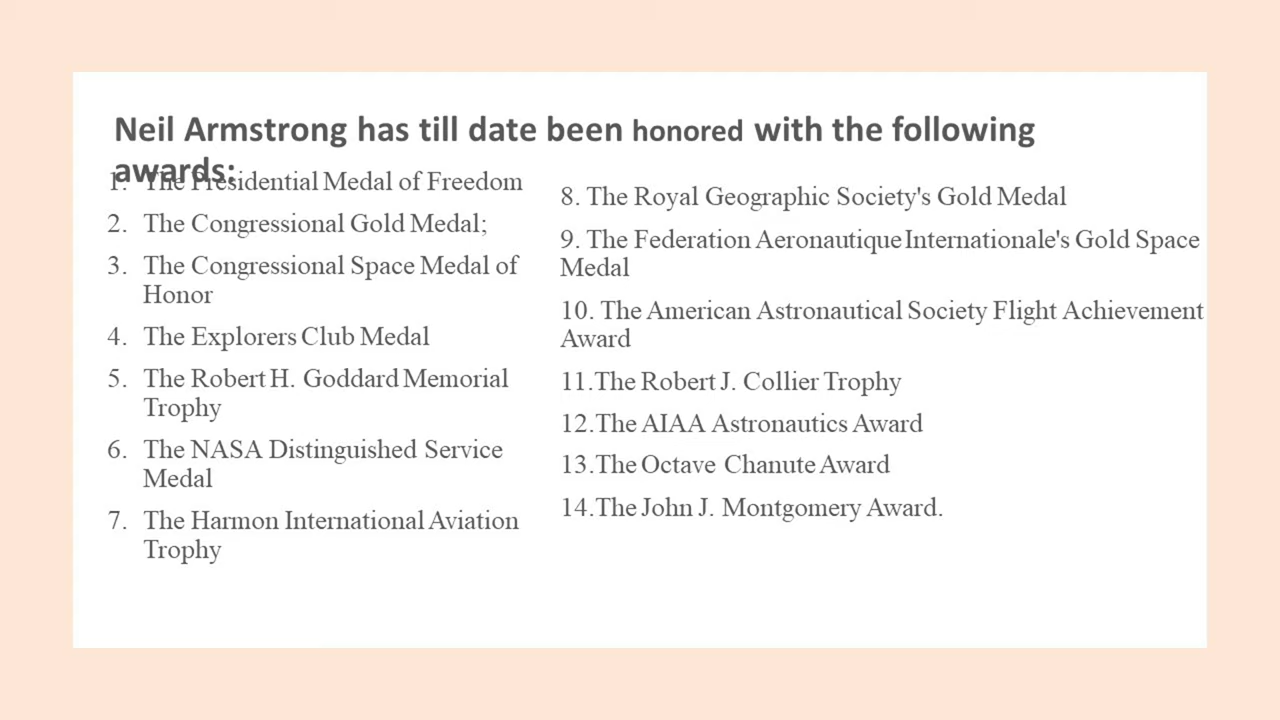 Neil Armstrong has till date been honored with the following
awards:
1. The Presidential Medal of Freedom
2. The Congressional Gold Medal;
3. The Congressional Space Medal of
Honor
4. The Explorers Club Medal
5. The Robert H. Goddard Memorial
Trophy
6. The NASA Distinguished Service
Medal
7. The Harmon International Aviation
Trophy
8. The Royal Geographic Society's Gold Medal
9. The Federation Aeronautique Internationale's Gold Space
Medal
10. The American Astronautical Society Flight Achievement
Award
11.The Robert J. Collier Trophy
12.The AIAA Astronautics Award
13.The Octave Chanute Award
14.The John J. Montgomery Award.